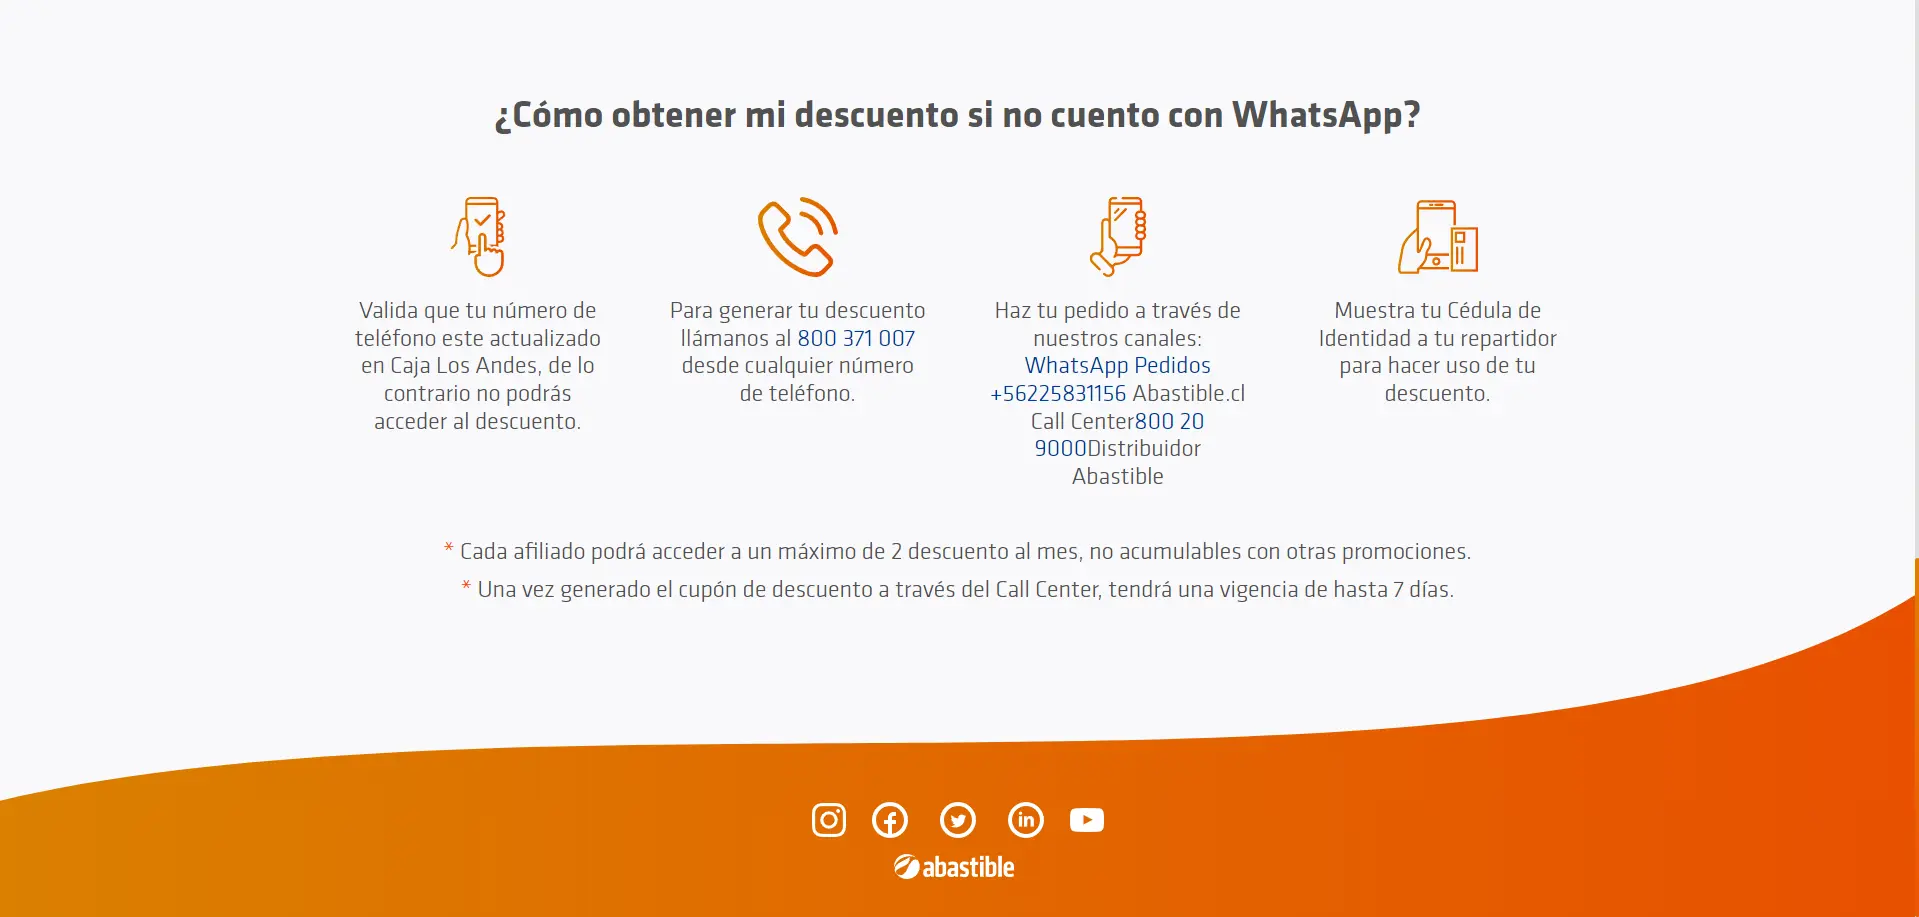 ¿Cómo obtener mi descuento si no cuento con WhatsApp?
Valida que tu número de
teléfono este actualizado
en Caja Los Andes, de lo
contrario no podrás
acceder al descuento.
Para generar tu descuento
llámanos al 800 371 007
desde cualquier número
de teléfono.
Haz tu pedido a través de
nuestros canales:
WhatsApp Pedidos
+56225831156 Abastible.cl
Call Center800 20
9000Distribuidor
Abastible
Muestra tu Cédula de
Identidad a tu repartidor
para hacer uso de tu
descuento.
* Cada afiliado podrá acceder a un máximo de 2 descuento al mes, no acumulables con otras promociones.
* Una vez generado el cupón de descuento a través del Call Center, tendrá una vigencia de hasta 7 días.
abastible